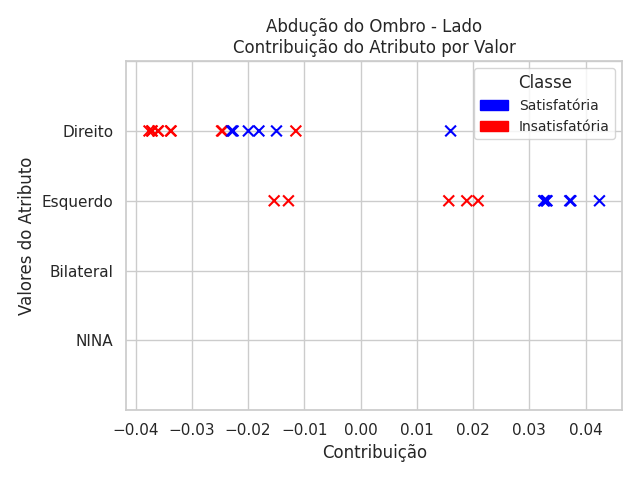 Abdução do Ombro - Lado
Contribuição do Atributo por Valor
Classe
Satisfatória
Insatisfatória
Valores do Atributo
Direito
Esquerdo
Bilateral
NINA
−0.04 −0.03 −0.02 −0.01 0.00 0.01 0.02 0.03 0.04
Contribuição